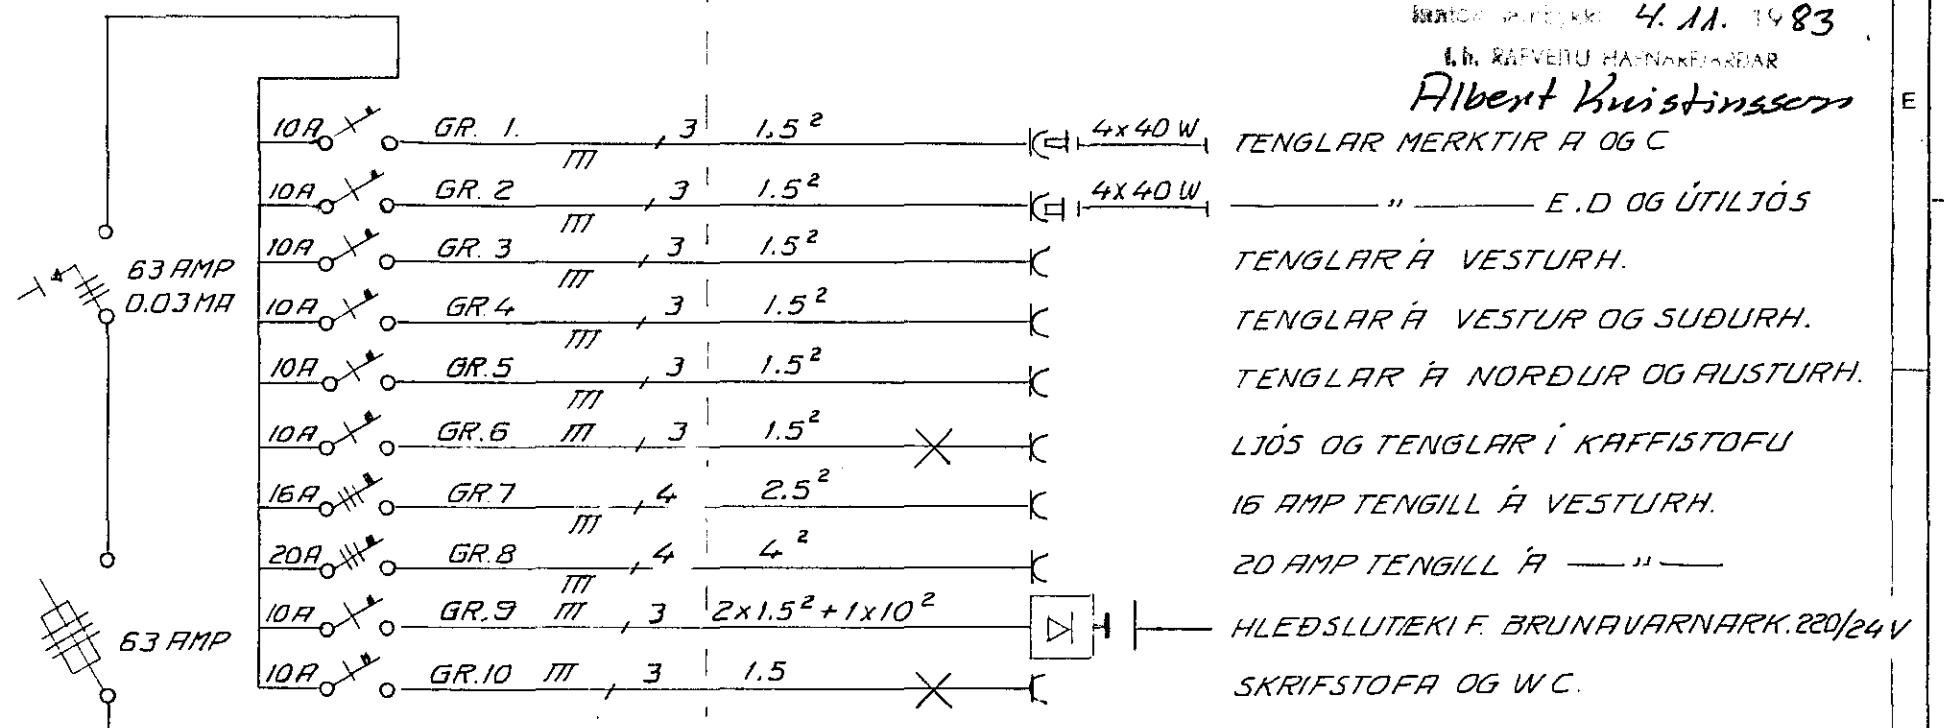 4. 11. 1983
f.h. RAFVEITU HAFNARFJARÐAR
Albert Kristinsson
E
10A GR. 1. 3 1.5² 4x40 W TENGLAR MERKTIR A OG C
10A GR. 2 3 1.5² 4x40 W —— " —— E.D OG ÚTILJÓS
10A GR. 3 3 1.5² TENGLAR Á VESTURH.
63 AMP
0.03 MA
10A GR. 4 3 1.5² TENGLAR Á VESTUR OG SUÐURH.
10A GR. 5 3 1.5² TENGLAR Á NORÐUR OG AUSTURH.
10A GR. 6 3 1.5² LJÓS OG TENGLAR Í KAFFISTOFU
16A GR. 7 4 2.5² 16 AMP TENGILL Á VESTURH.
20A GR. 8 4 4² 20 AMP TENGILL Á —— " ——
10A GR. 9 3 2x1.5² + 1x10² HLEÐSLUTÆKI F. BRUNAVARNARK. 220/24 V
63 AMP
10A GR. 10 3 1.5 SKRIFSTOFA OG WC.